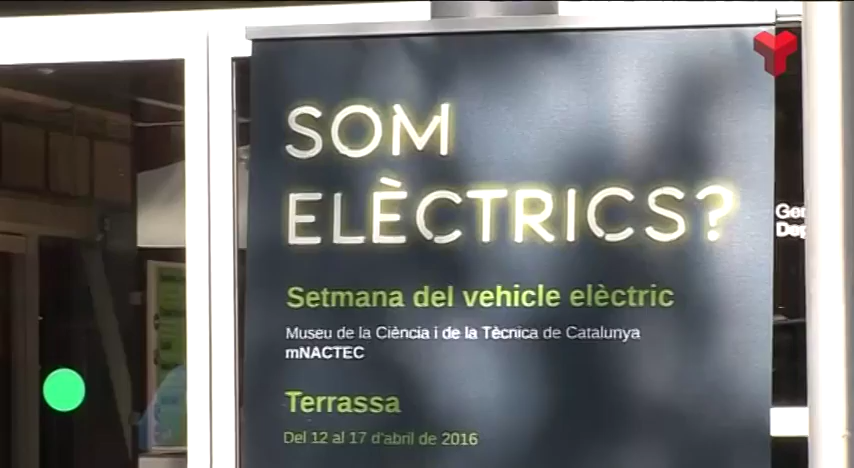 SOM
ELÈCTRICS?
Setmana del vehicle elèctric
Museu de la Ciència i de la Tècnica de Catalunya
mNACTEC
Terrassa
Del 12 al 17 d'abril de 2016